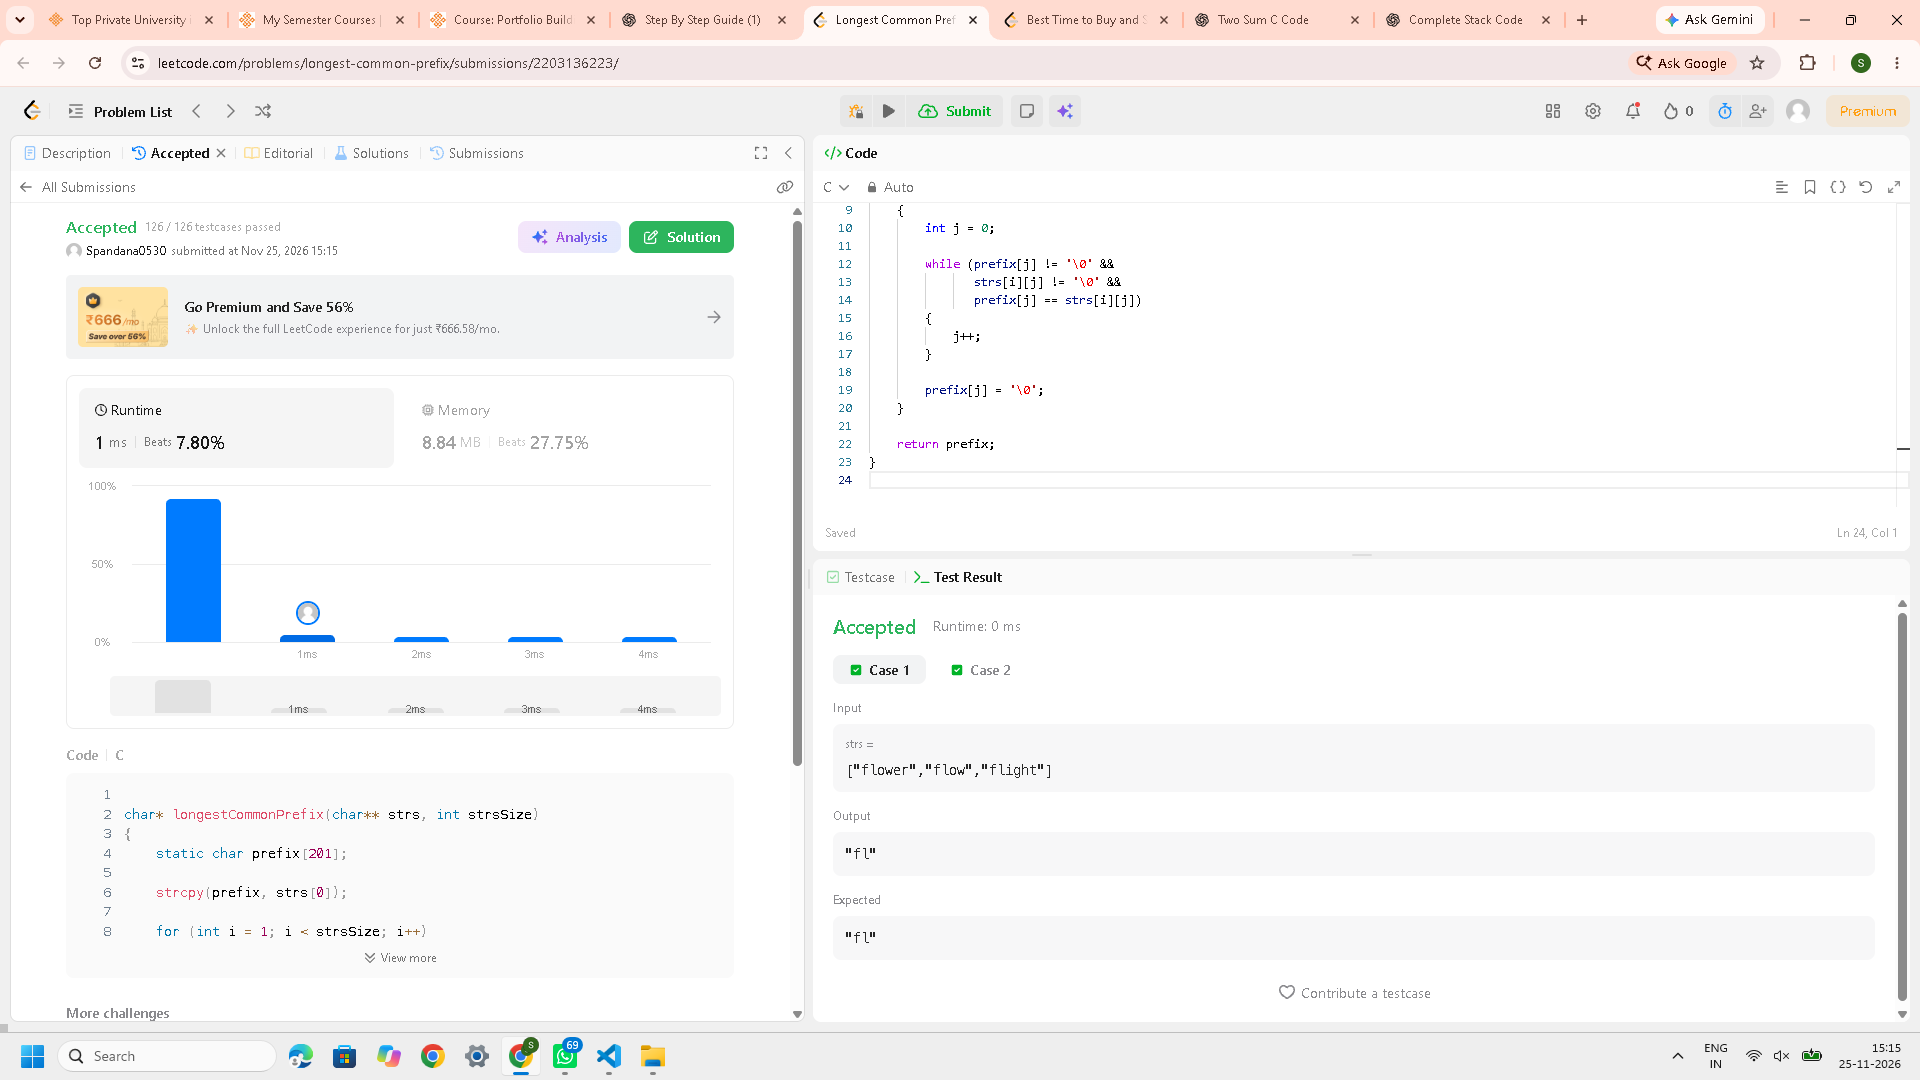 Top Private University i
My Semester Courses |
Course: Portfolio Build
Step By Step Guide (1)
Longest Common Pref
Best Time to Buy and S
Two Sum C Code
Complete Stack Code
Ask Gemini
leetcode.com/problems/longest-common-prefix/submissions/2203136223/
Ask Google
S
Problem List
Submit
0
Premium
Description
Accepted
Editorial
Solutions
Submissions
All Submissions
Accepted 126 / 126 testcases passed
Spandana0530 submitted at Nov 25, 2026 15:15
Analysis
Solution
₹666/mo
Save over 56%
Go Premium and Save 56%
Unlock the full LeetCode experience for just ₹666.58/mo.
Runtime
1 ms Beats 7.80%
Memory
8.84 MB Beats 27.75%
100%
50%
0%
1ms 2ms 3ms 4ms
1ms 2ms 3ms 4ms
Code C
1
2 char* longestCommonPrefix(char** strs, int strsSize)
3 {
4 static char prefix[201];
5
6 strcpy(prefix, strs[0]);
7
8 for (int i = 1; i < strsSize; i++)
View more
More challenges
</> Code
C Auto
9 {
10 int j = 0;
11
12 while (prefix[j] != '\0' &&
13 strs[i][j] != '\0' &&
14 prefix[j] == strs[i][j])
15 {
16 j++;
17 }
18
19 prefix[j] = '\0';
20 }
21
22 return prefix;
23 }
24
Saved
Ln 24, Col 1
Testcase
Test Result
Accepted Runtime: 0 ms
Case 1 Case 2
Input
strs =
["flower","flow","flight"]
Output
"fl"
Expected
"fl"
Contribute a testcase
Search
S
69
ENG
IN
15:15
25-11-2026